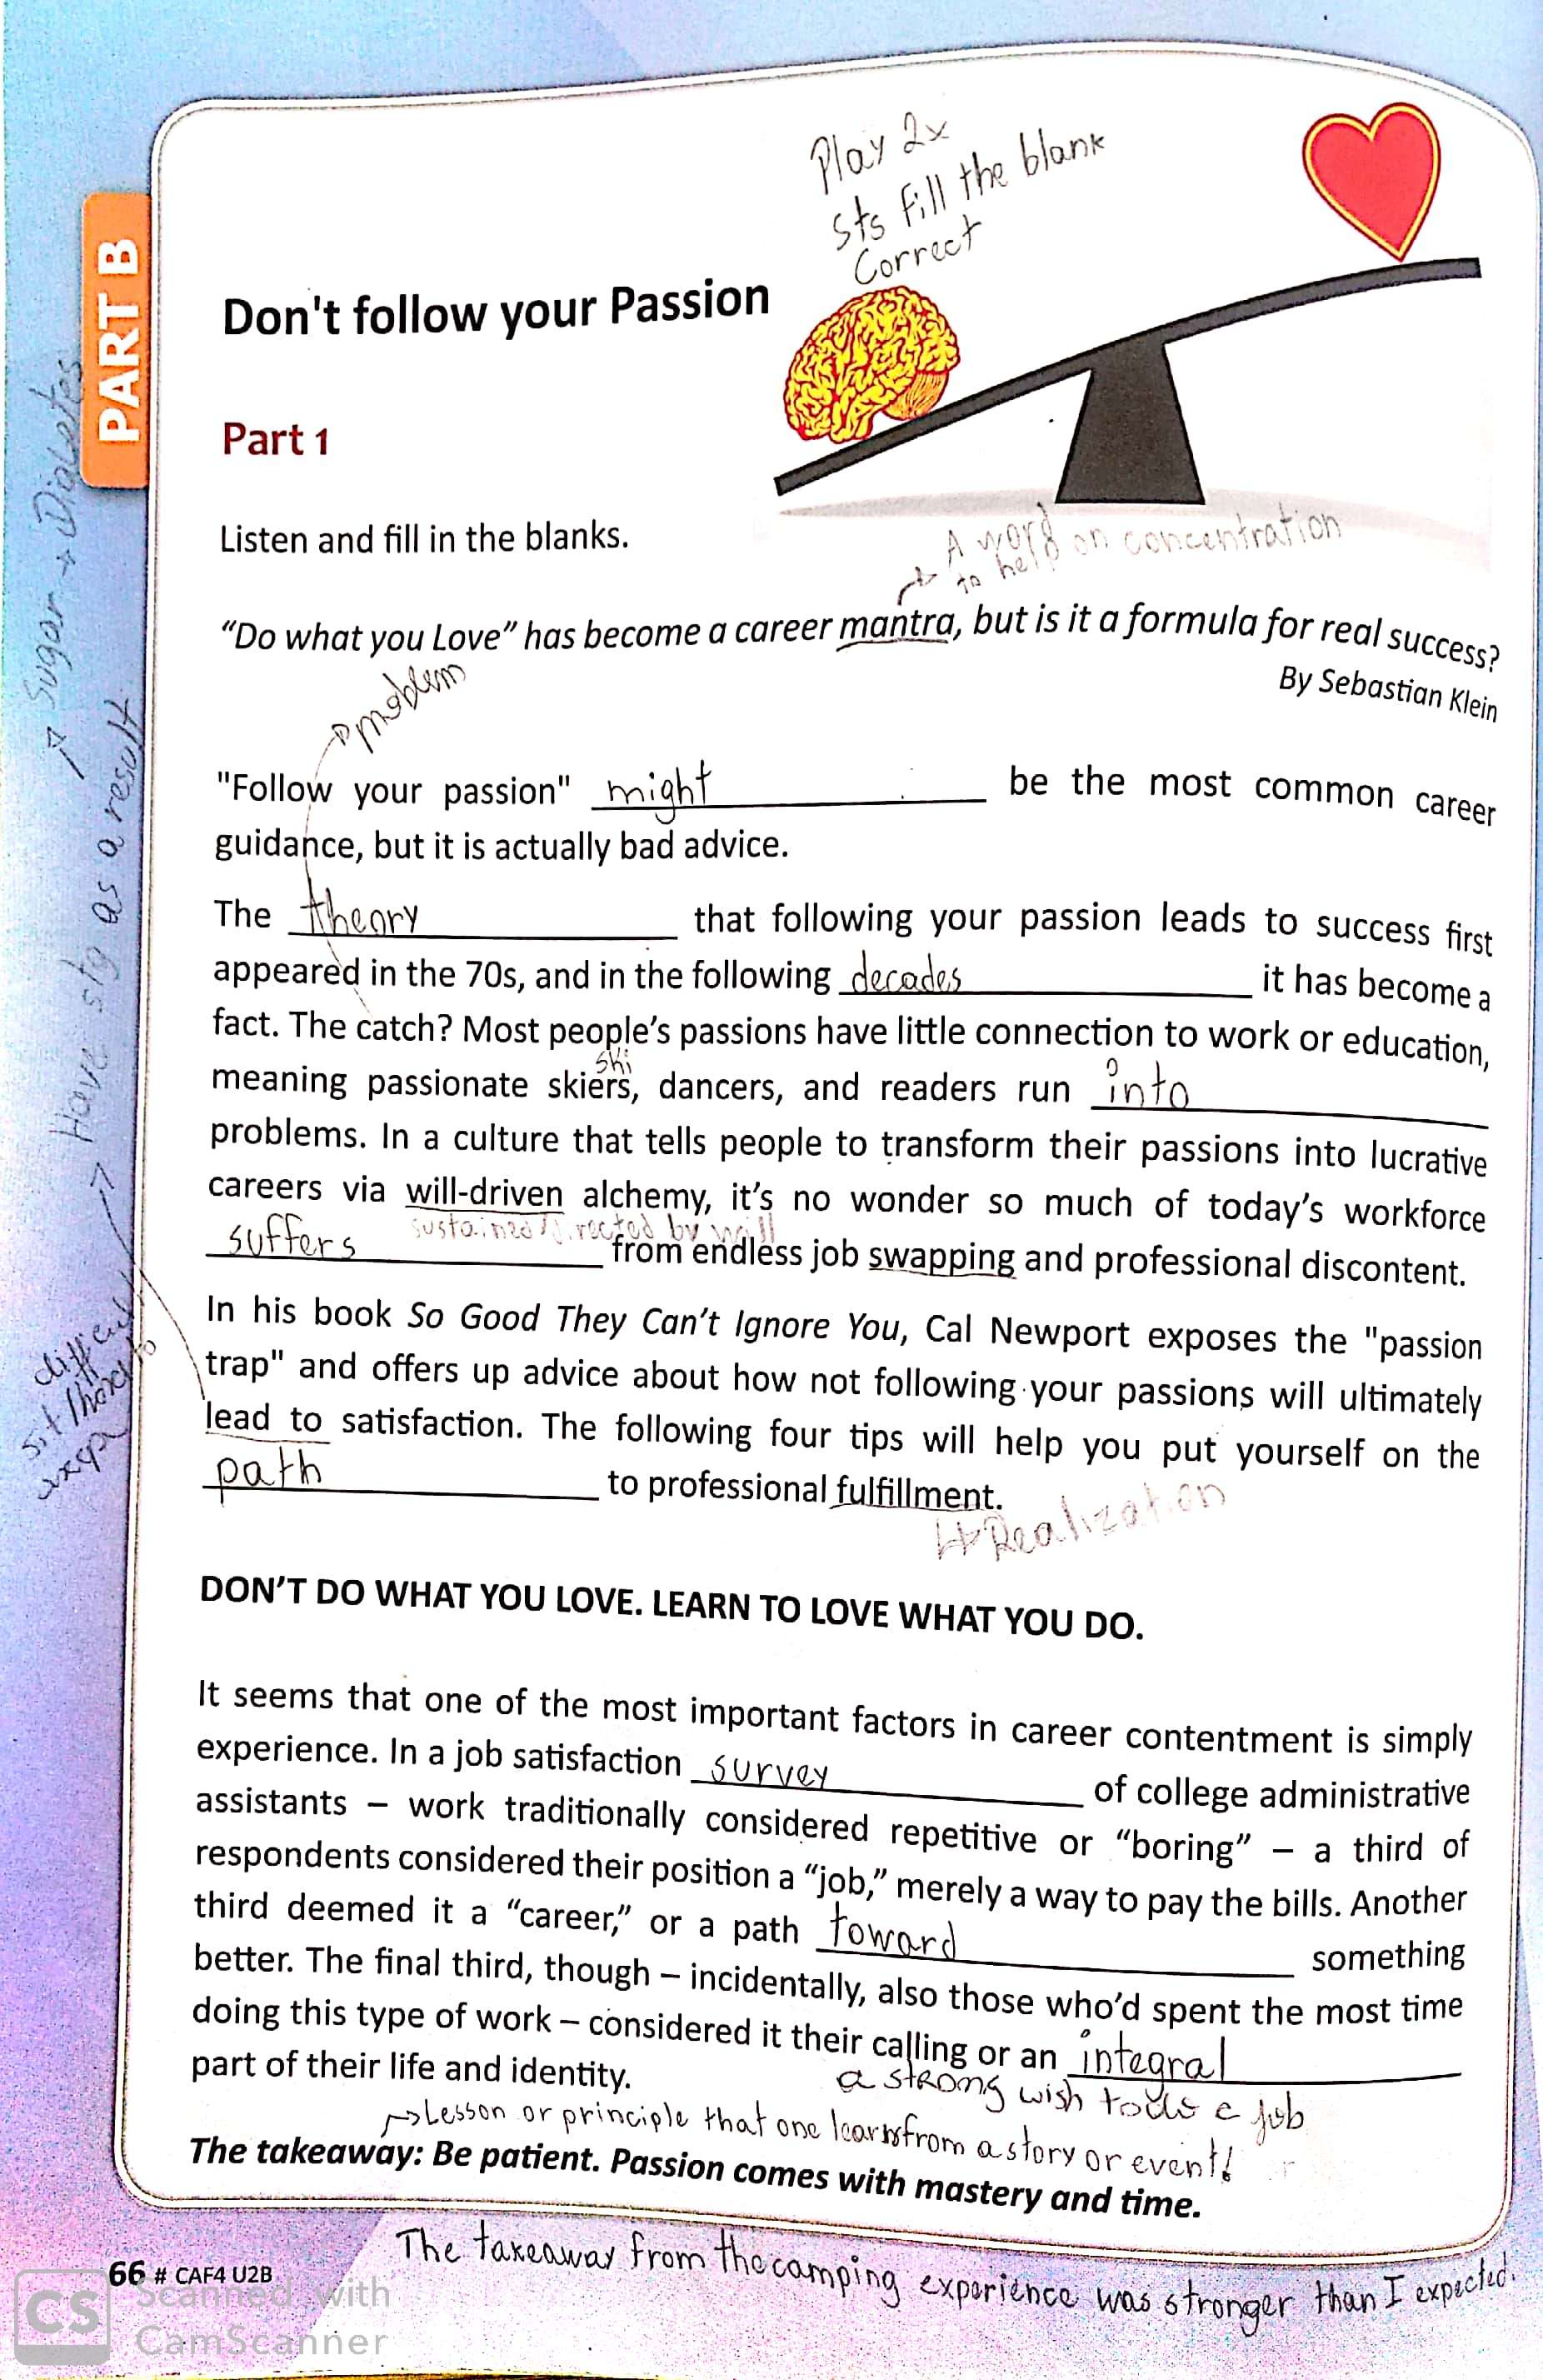 Play 2x
Sts fill the blank
Correct
PART B
Don't follow your Passion
Part 1
Listen and fill in the blanks.
A word on concentration
to help
"Do what you Love" has become a career mantra, but is it a formula for real success?
By Sebastian Klein
problem
"Follow your passion" might be the most common career
guidance, but it is actually bad advice.
The theory that following your passion leads to success first
appeared in the 70s, and in the following decades it has become a
fact. The catch? Most people's passions have little connection to work or education,
ski
meaning passionate skiers, dancers, and readers run into
problems. In a culture that tells people to transform their passions into lucrative
careers via will-driven alchemy, it's no wonder so much of today's workforce
sustained/directed by will
suffers from endless job swapping and professional discontent.
In his book So Good They Can't Ignore You, Cal Newport exposes the "passion
trap" and offers up advice about how not following your passions will ultimately
lead to satisfaction. The following four tips will help you put yourself on the
path to professional fulfillment.
Realization
DON'T DO WHAT YOU LOVE. LEARN TO LOVE WHAT YOU DO.
It seems that one of the most important factors in career contentment is simply
experience. In a job satisfaction survey of college administrative
assistants – work traditionally considered repetitive or "boring" – a third of
respondents considered their position a "job," merely a way to pay the bills. Another
third deemed it a "career," or a path toward something
better. The final third, though – incidentally, also those who'd spent the most time
doing this type of work – considered it their calling or an integral
part of their life and identity.
a strong wish to do a job
Lesson or principle that one learns from a story or event!
The takeaway: Be patient. Passion comes with mastery and time.
The takeaway from the camping experience was stronger than I expected.
66 # CAF4 U2B
Have stg as a result
Sugar → Diabetes
difficult
sit
CS
Scanned with
CamScanner